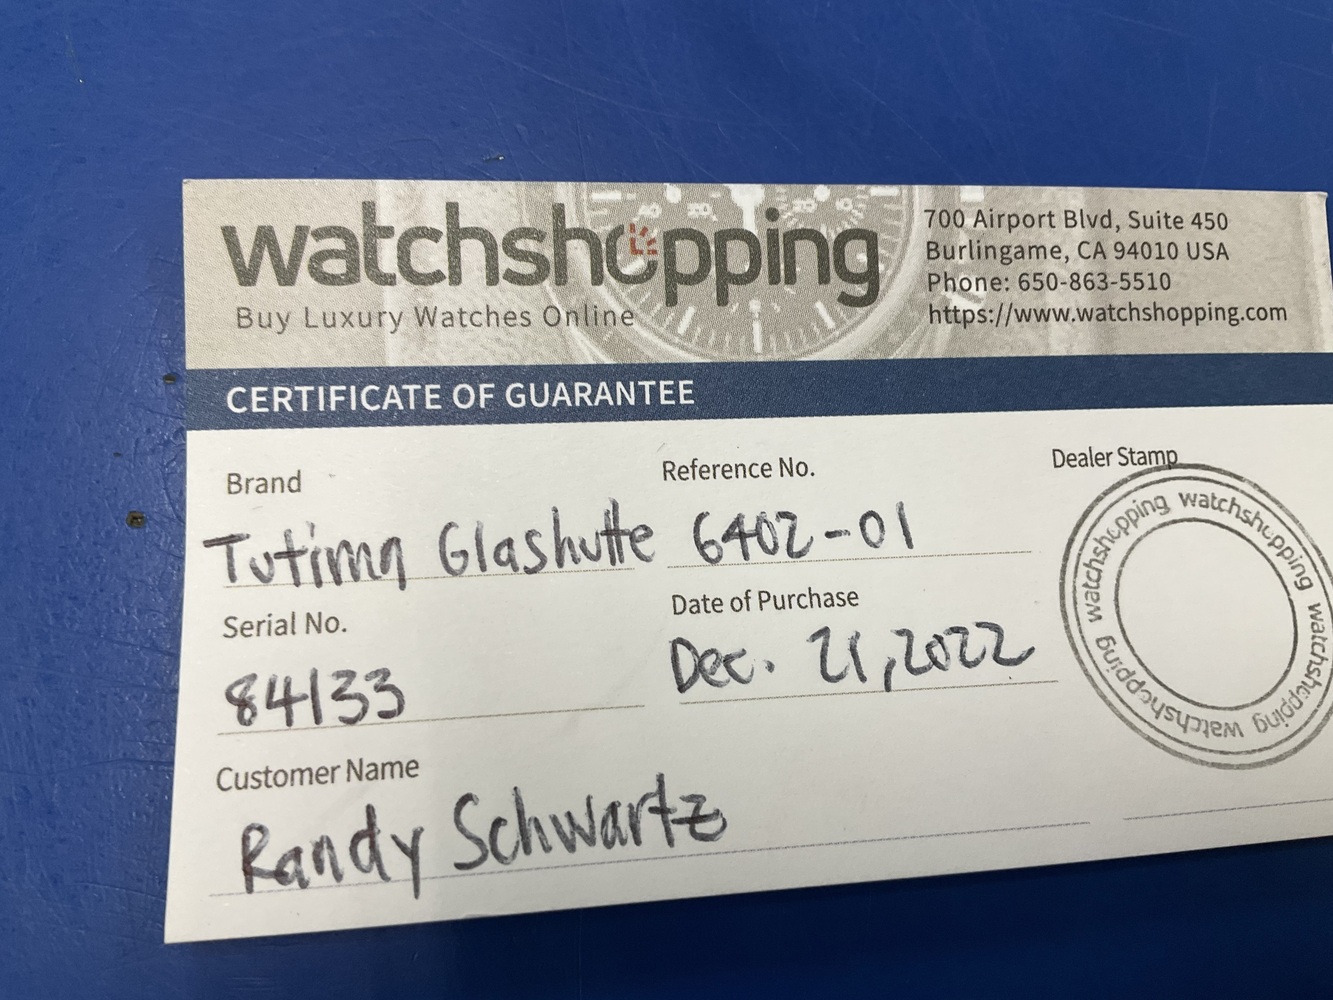 watchshopping
Buy Luxury Watches Online
700 Airport Blvd, Suite 450
Burlingame, CA 94010 USA
Phone: 650-863-5510
https://www.watchshopping.com
CERTIFICATE OF GUARANTEE
Brand
Tutima Glashutte
Reference No.
6402-01
Dealer Stamp
watchshopping watchshopping watchshopping watchshopping watchshopping
Serial No.
84133
Date of Purchase
Dec. 21, 2022
Customer Name
Randy Schwartz